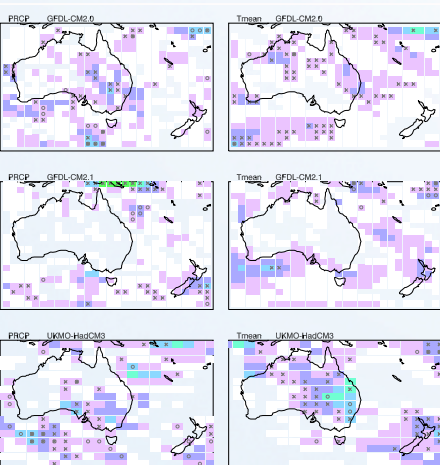 PRCP GFDL-CM2.0
Tmean GFDL-CM2.0
PRCP GFDL-CM2.1
Tmean GFDL-CM2.1
PRCP UKMO-HadCM3
Tmean UKMO-HadCM3